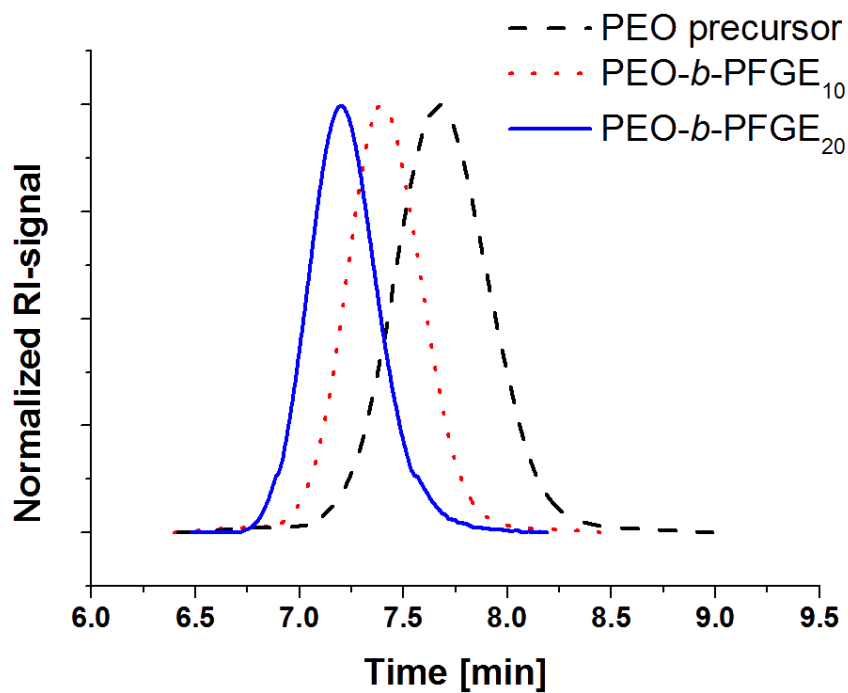 PEO precursor
PEO-b-PFGE10
PEO-b-PFGE20
Normalized RI-signal
6.0 6.5 7.0 7.5 8.0 8.5 9.0 9.5
Time [min]